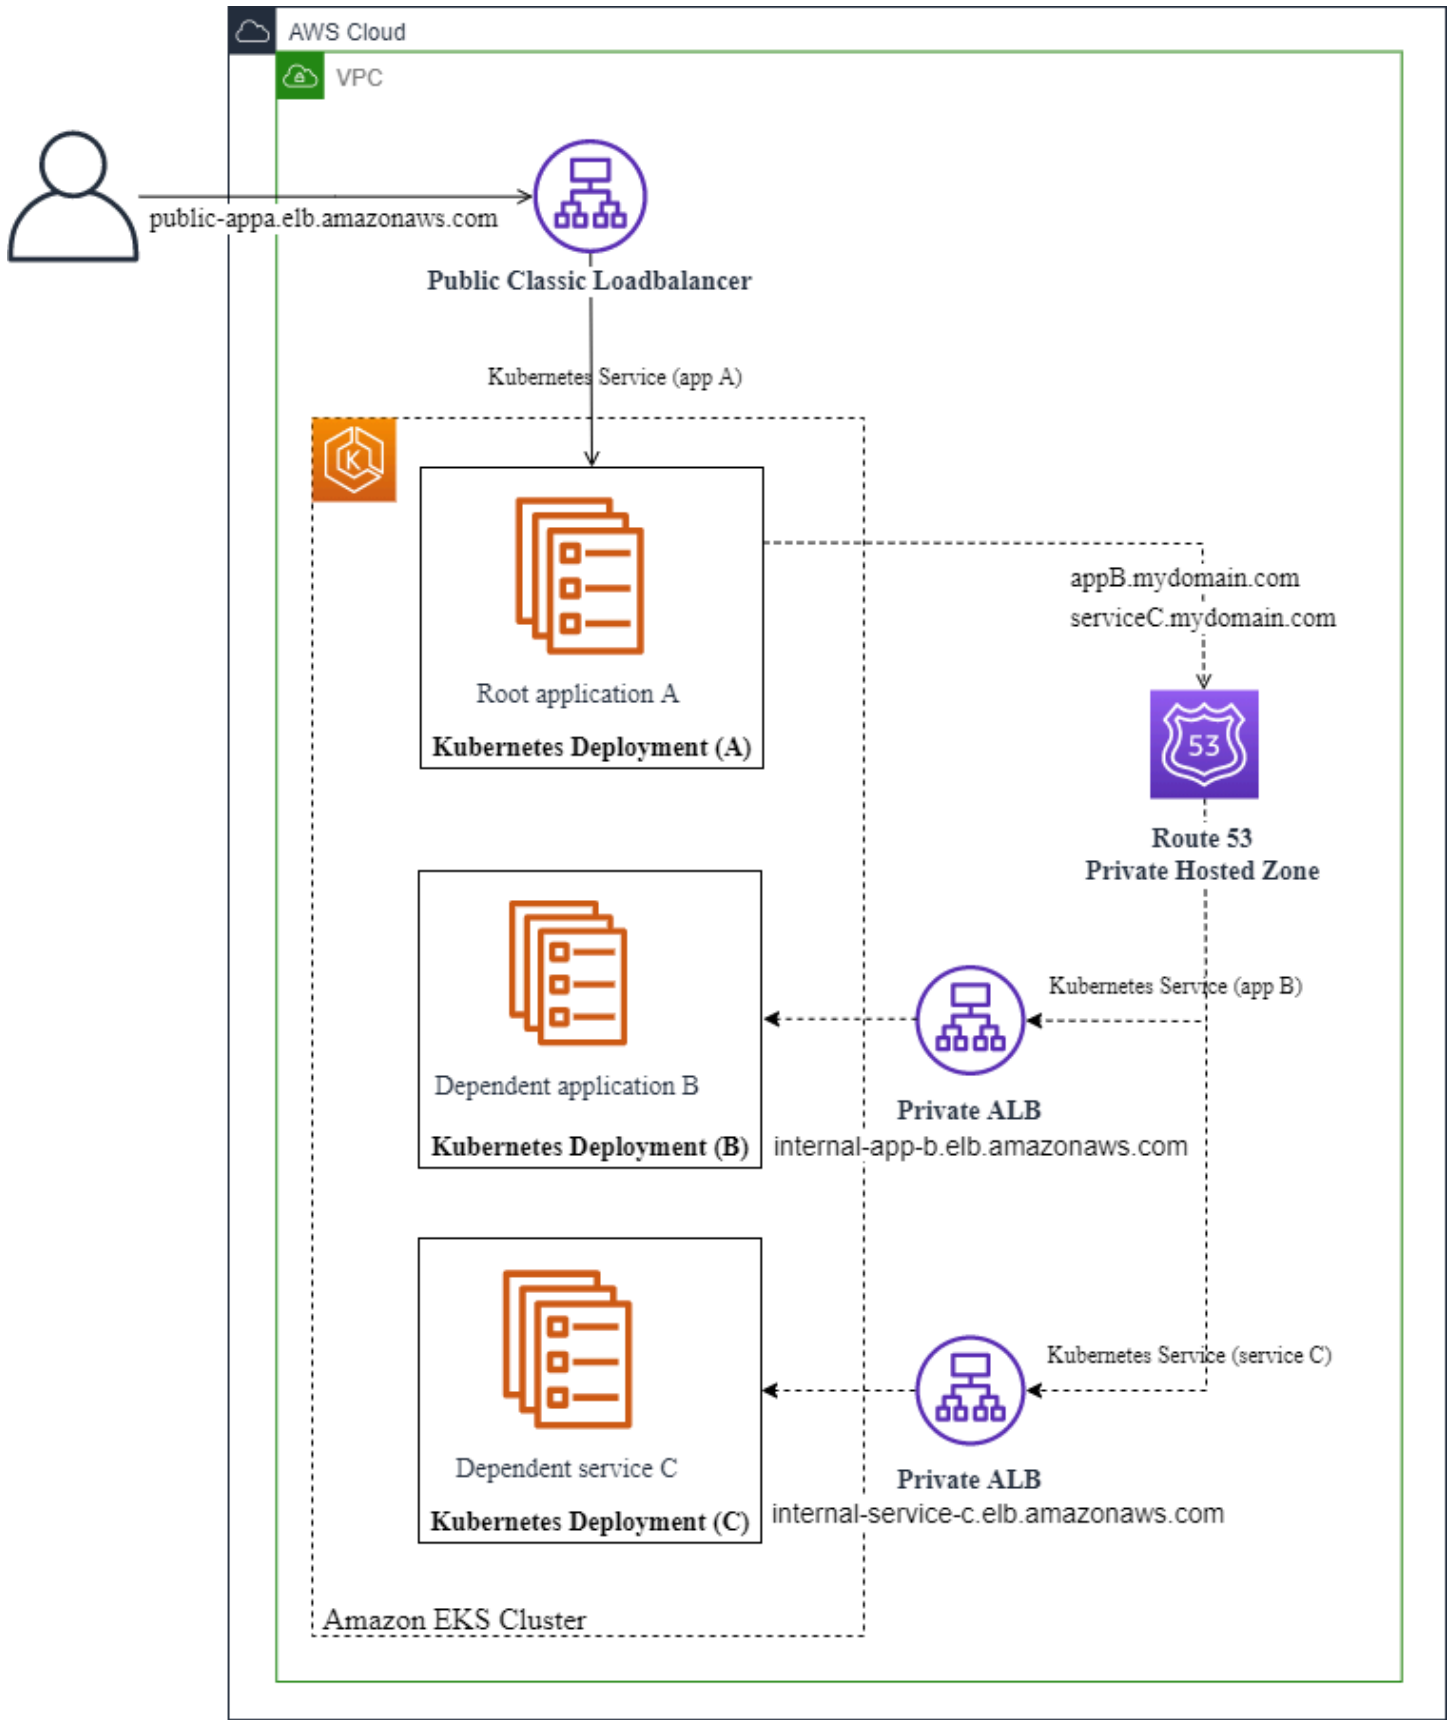 AWS Cloud
VPC
public-appa.elb.amazonaws.com
Public Classic Loadbalancer
Kubernetes Service (app A)
K
Root application A
Kubernetes Deployment (A)
appB.mydomain.com
serviceC.mydomain.com
53
Route 53
Private Hosted Zone
Dependent application B
Kubernetes Deployment (B)
Kubernetes Service (app B)
Private ALB
internal-app-b.elb.amazonaws.com
Dependent service C
Kubernetes Deployment (C)
Kubernetes Service (service C)
Private ALB
internal-service-c.elb.amazonaws.com
Amazon EKS Cluster